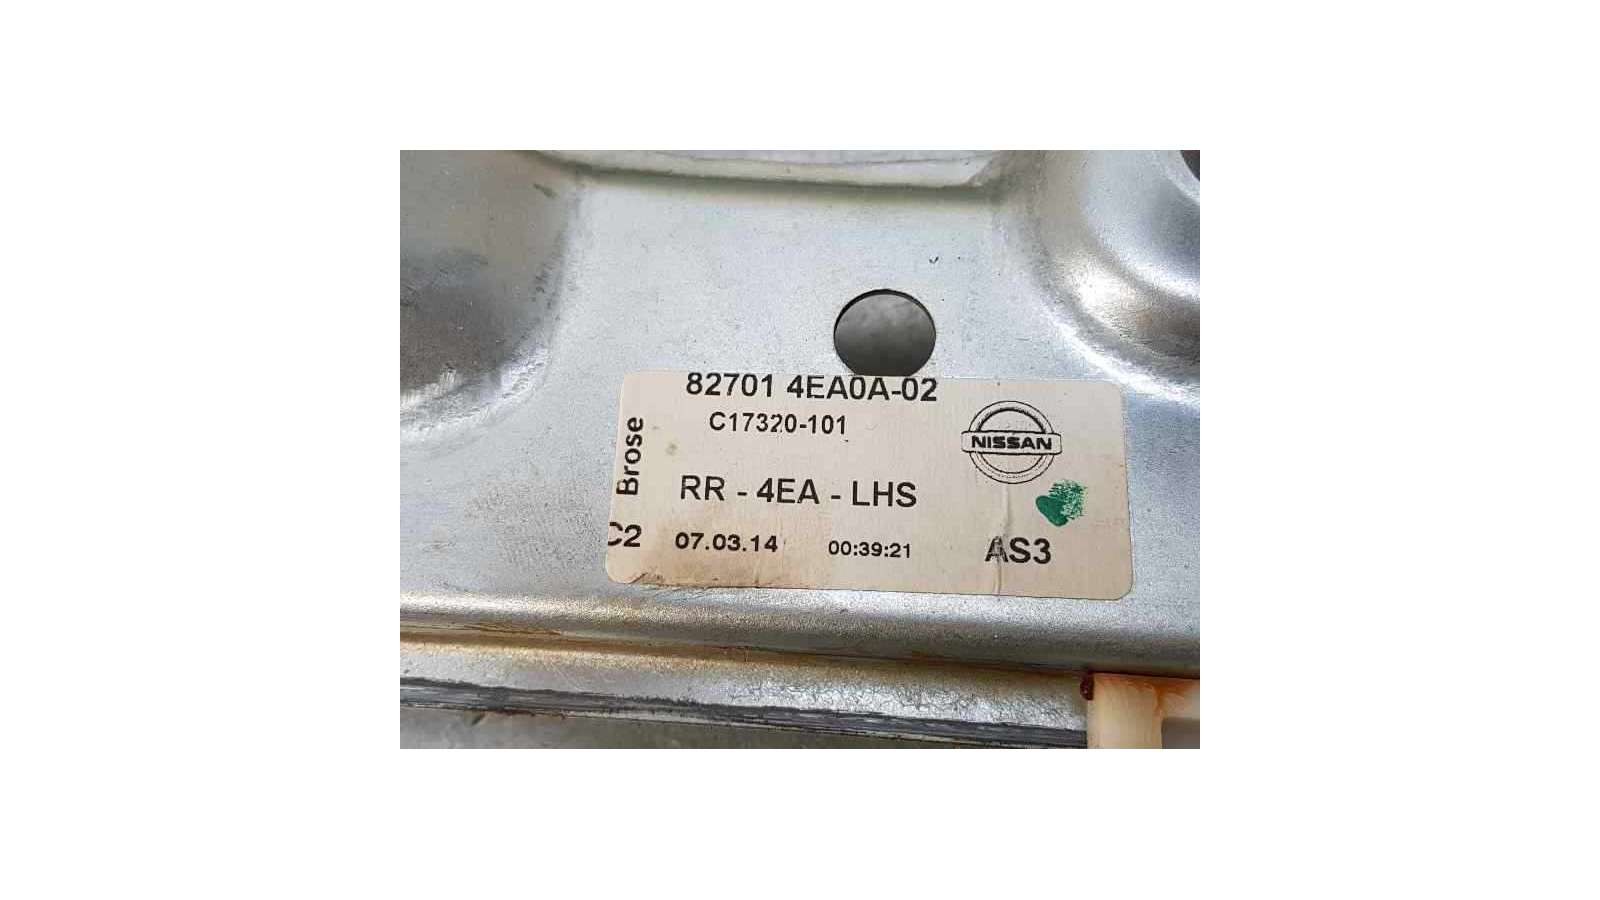 82701 4EA0A-02
C17320-101
NISSAN
Brose
RR - 4EA - LHS
C2
07.03.14 00:39:21 AS3